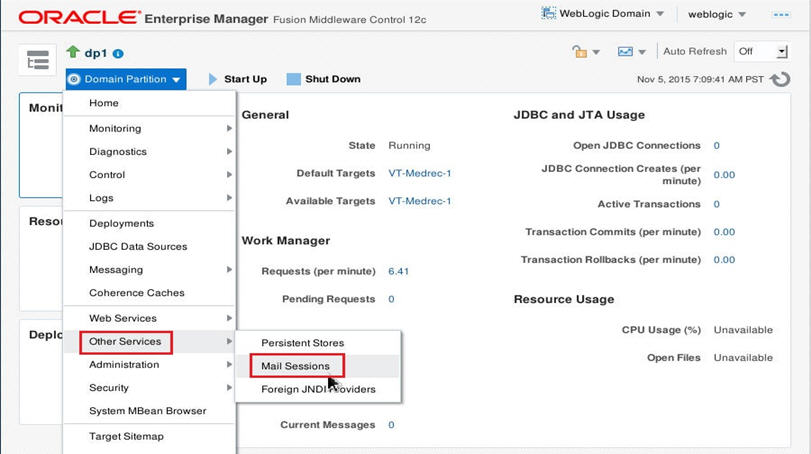 ORACLE Enterprise Manager Fusion Middleware Control 12c
WebLogic Domain weblogic
dp1
Auto Refresh Off
Domain Partition Start Up Shut Down
Nov 5, 2015 7:09:41 AM PST
Home
Monitoring
Diagnostics
Control
Logs
Deployments
JDBC Data Sources
Messaging
Coherence Caches
Web Services
Other Services
Administration
Security
System MBean Browser
Target Sitemap
Persistent Stores
Mail Sessions
Foreign JNDI Providers
Moni
Resou
Deplo
General
State Running
Default Targets VT-Medrec-1
Available Targets VT-Medrec-1
Work Manager
Requests (per minute) 6.41
Pending Requests 0
Current Messages 0
JDBC and JTA Usage
Open JDBC Connections 0
JDBC Connection Creates (per
minute) 0.00
Active Transactions 0
Transaction Commits (per minute) 0.00
Transaction Rollbacks (per minute) 0.00
Resource Usage
CPU Usage (%) Unavailable
Open Files Unavailable